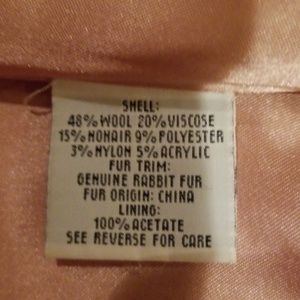 SHELL:
48% WOOL 20% VISCOSE
15% NONAIR 9% POLYESTER
3% NYLON 5% ACRYLIC
FUR TRIM:
GENUINE RABBIT FUR
FUR ORIGIN: CHINA
LINING:
100% ACETATE
SEE REVERSE FOR CARE